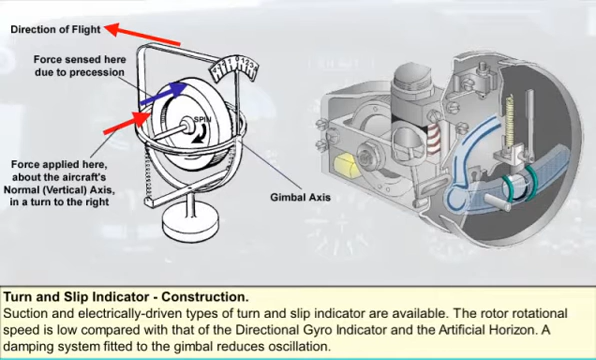 Direction of Flight
Force sensed here
due to precession
SPIN
Force applied here,
about the aircraft's
Normal (Vertical) Axis,
in a turn to the right
Gimbal Axis
Turn and Slip Indicator - Construction.
Suction and electrically-driven types of turn and slip indicator are available. The rotor rotational
speed is low compared with that of the Directional Gyro Indicator and the Artificial Horizon. A
damping system fitted to the gimbal reduces oscillation.